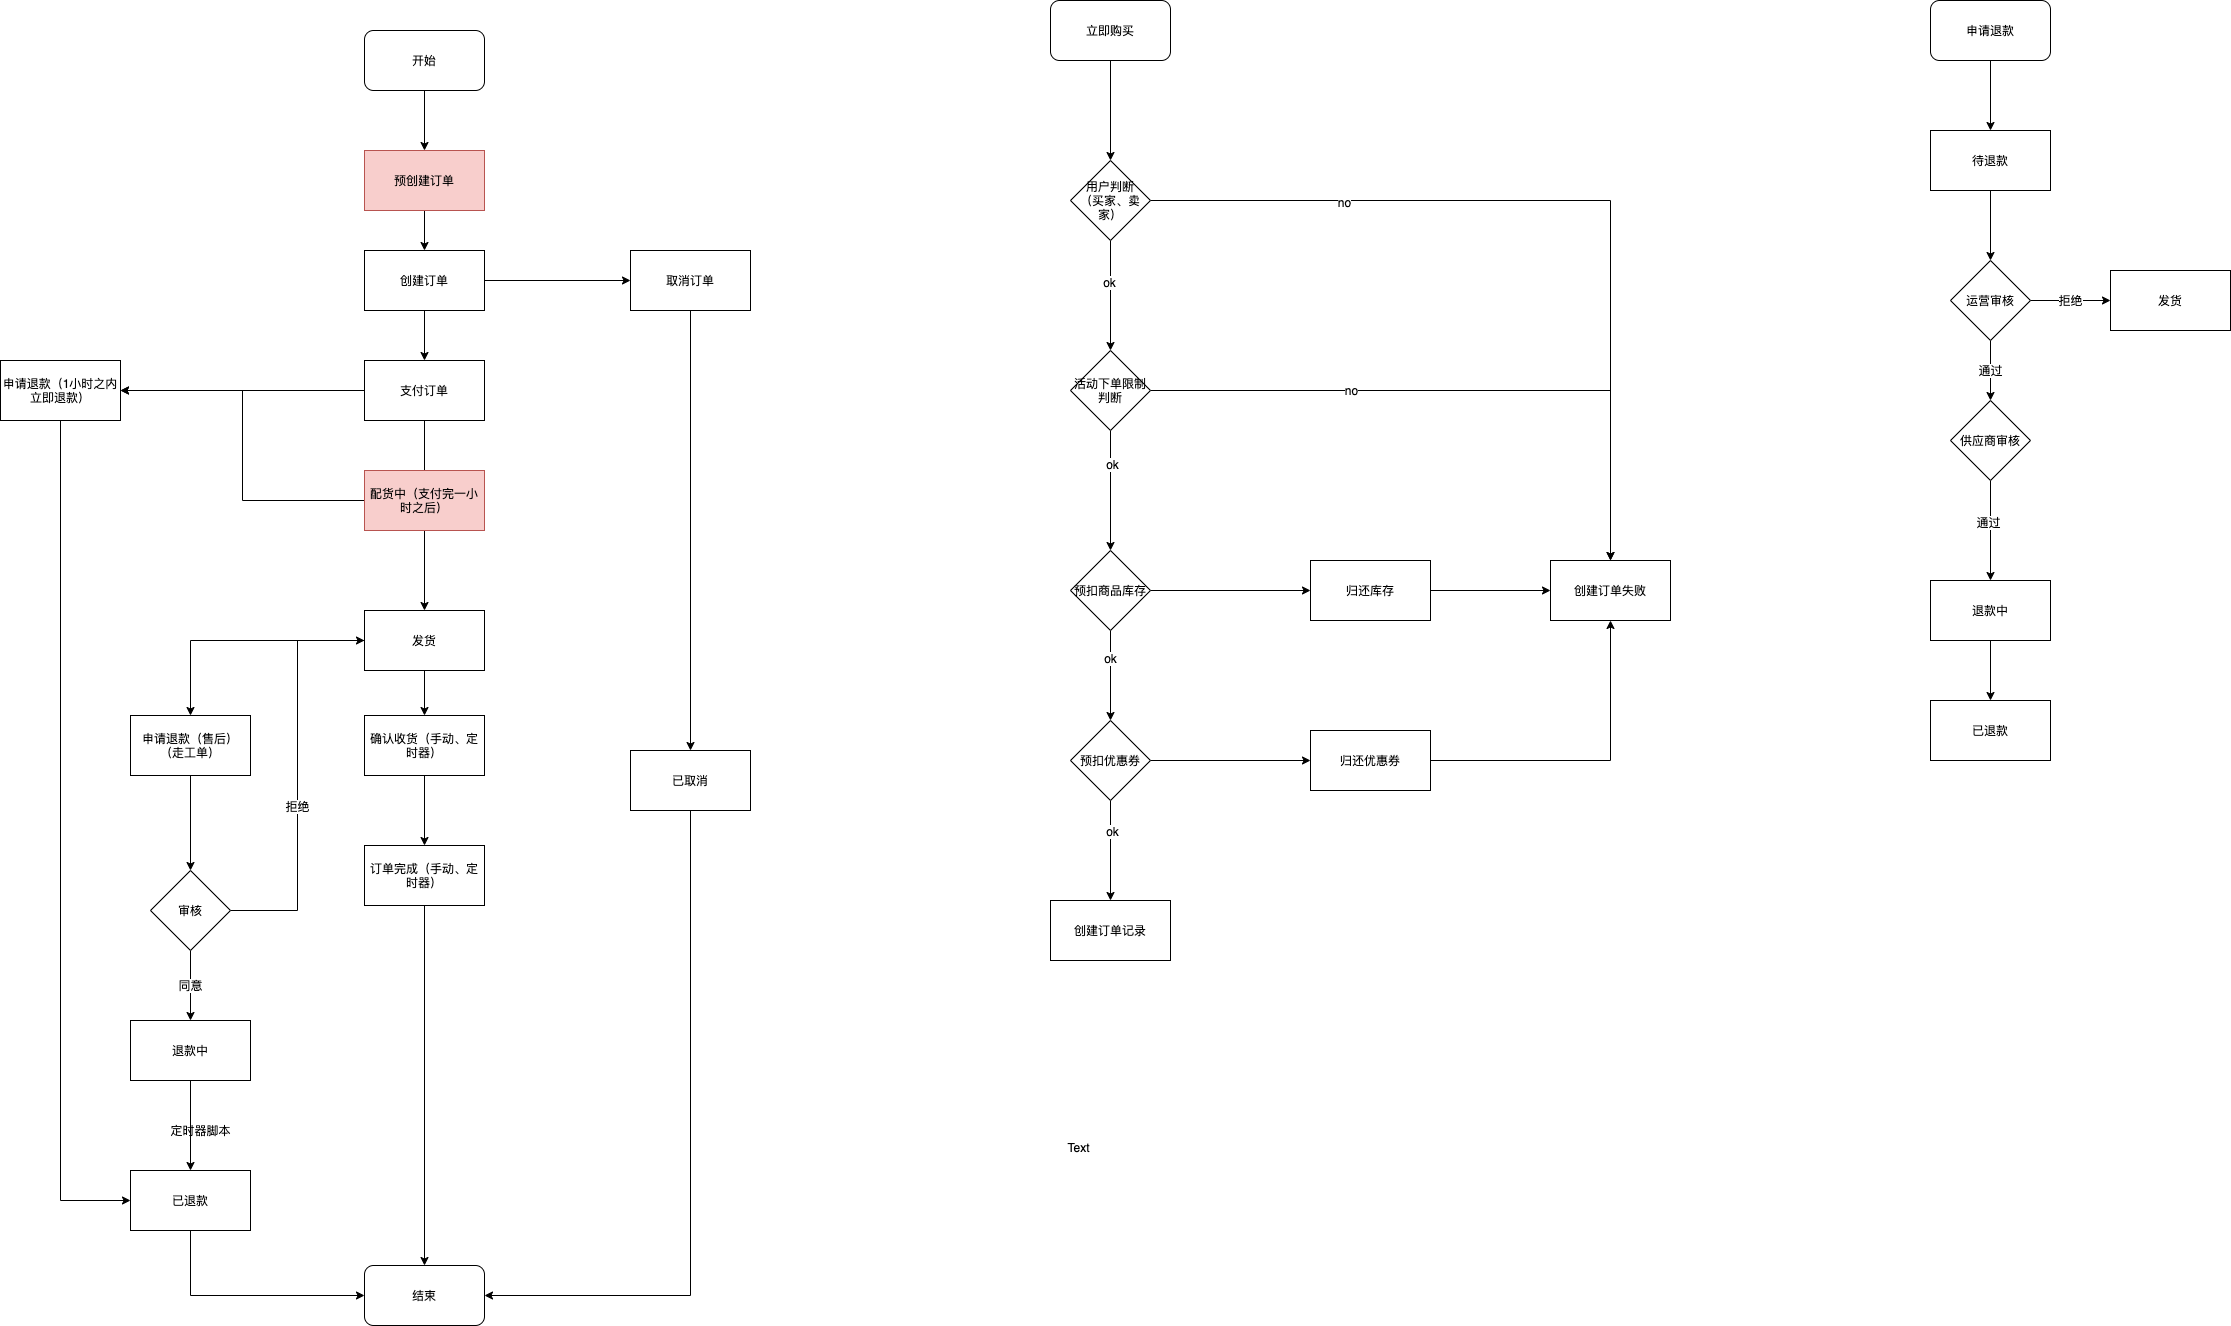 开始
预创建订单
创建订单
取消订单
申请退款（1小时之内
立即退款）
支付订单
配货中（支付完一小
时之后）
发货
申请退款（售后）
（走工单）
确认收货（手动、定
时器）
已取消
拒绝
订单完成（手动、定
时器）
审核
同意
退款中
定时器脚本
已退款
结束
立即购买
用户判断
（买家、卖
家）
no
ok
活动下单限制
判断
no
ok
预扣商品库存
归还库存
创建订单失败
ok
预扣优惠券
归还优惠券
ok
创建订单记录
Text
申请退款
待退款
运营审核
拒绝
发货
通过
供应商审核
通过
退款中
已退款